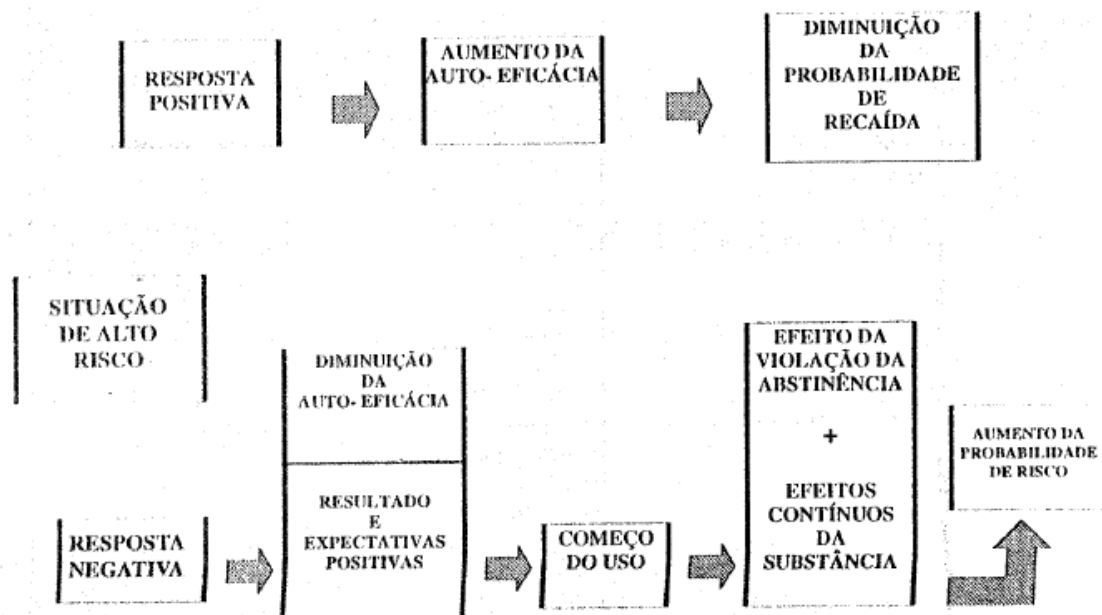 RESPOSTA
POSITIVA
AUMENTO DA
AUTO- EFICÁCIA
DIMINUIÇÃO
DA
PROBABILIDADE
DE
RECAÍDA
SITUAÇÃO
DE ALTO
RISCO
RESPOSTA
NEGATIVA
DIMINUIÇÃO
DA
AUTO- EFICÁCIA
RESULTADO
E
EXPECTATIVAS
POSITIVAS
COMEÇO
DO USO
EFEITO DA
VIOLAÇÃO DA
ABSTINÊNCIA
+
EFEITOS
CONTÍNUOS
DA
SUBSTÂNCIA
AUMENTO DA
PROBABILIDADE
DE RISCO